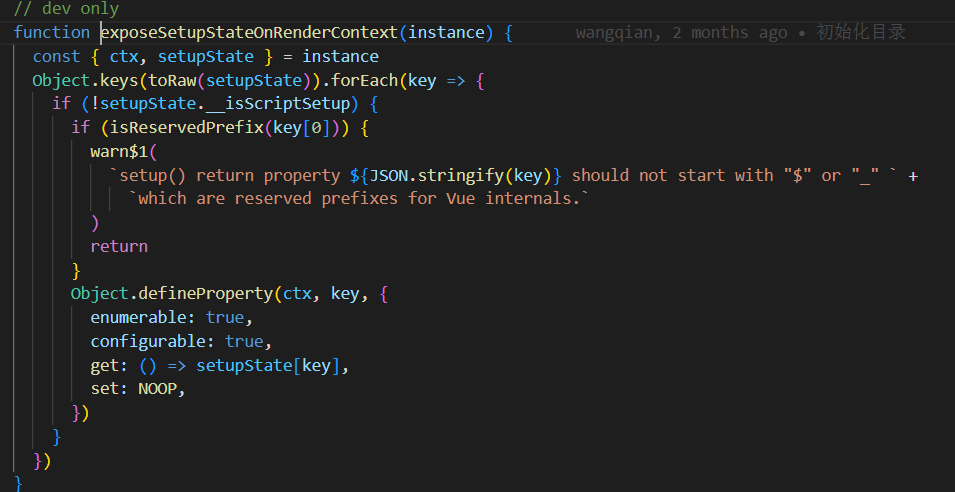 // dev only
function exposeSetupStateOnRenderContext(instance) { wangqian, 2 months ago • 初始化目录
const { ctx, setupState } = instance
Object.keys(toRaw(setupState)).forEach(key => {
if (!setupState.__isScriptSetup) {
if (isReservedPrefix(key[0])) {
warn$1(
`setup() return property ${JSON.stringify(key)} should not start with "$" or "_" ` +
`which are reserved prefixes for Vue internals.`
)
return
}
Object.defineProperty(ctx, key, {
enumerable: true,
configurable: true,
get: () => setupState[key],
set: NOOP,
})
}
})
}